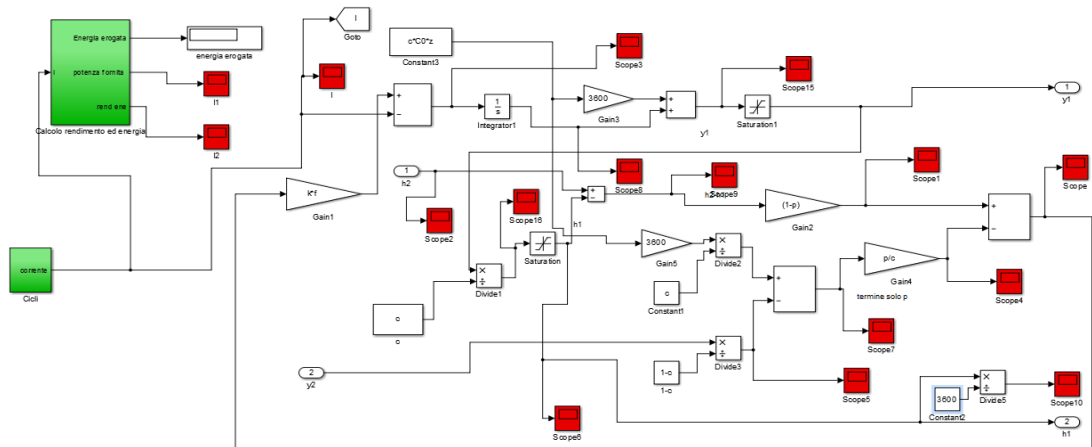 Energia erogata
potenza fornita
rend ene
I
Calcolo rendimento ed energia
energia erogata
I1
I2
I
Goto
I
c*C0*z
Constant3
Scope3
+
−
1
s
Integrator1
3600
Gain3
+
+
y1
Scope15
Saturation1
1
y1
K*f
Gain1
1
h2
Scope2
Scope16
Saturation
h1
Scope8
+
−
Scope9
(1-p)
Gain2
Scope1
+
−
Scope
corrente
Cicli
×
÷
Divide1
c
c
3600
Gain5
×
÷
Divide2
c
Constant1
+
−
p/c
Gain4
termine solo p
Scope4
Scope7
2
y2
1-c
1-c
×
÷
Divide3
Scope5
Scope6
3600
Constant2
×
÷
Divide5
Scope10
2
h1